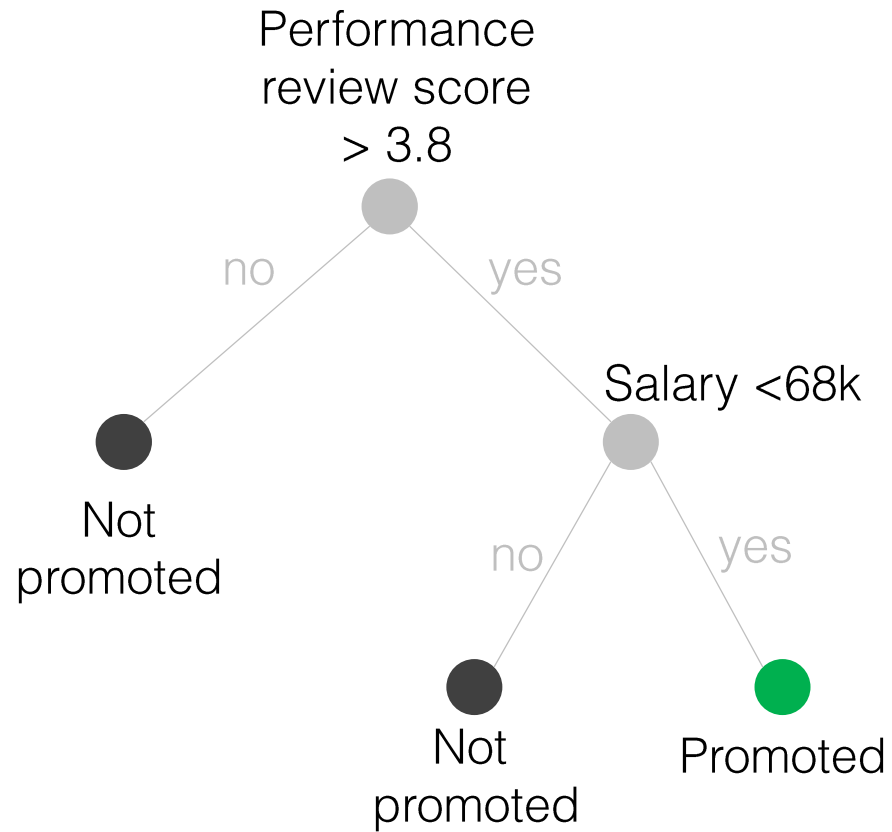 Performance
review score
> 3.8
no
yes
Salary <68k
Not
promoted
no
yes
Not
promoted
Promoted